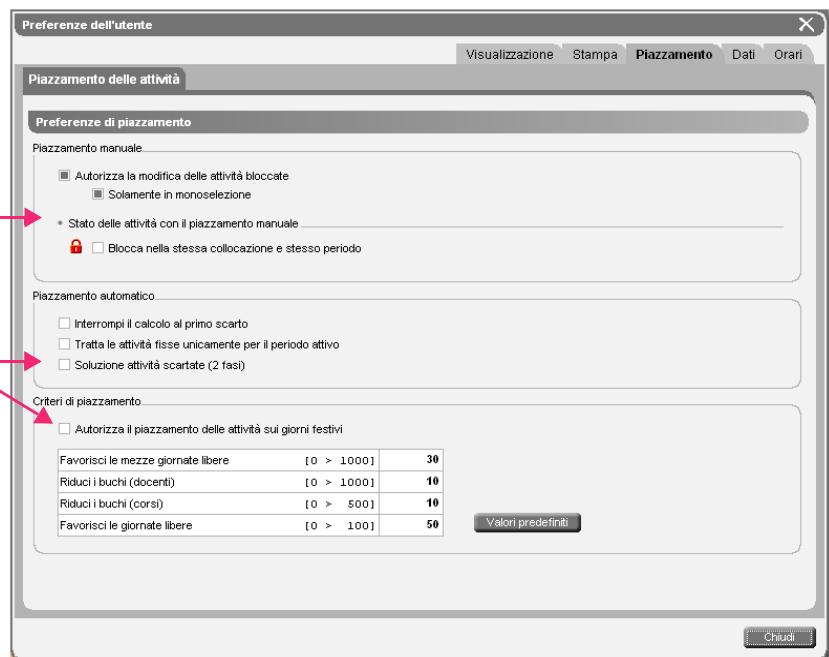 Preferenze dell'utente
Visualizzazione Stampa Piazzamento Dati Orari
Piazzamento delle attività
Preferenze di piazzamento
Piazzamento manuale
Autorizza la modifica delle attività bloccate
Solamente in monoselezione
Stato delle attività con il piazzamento manuale
Blocca nella stessa collocazione e stesso periodo
Piazzamento automatico
Interrompi il calcolo al primo scarto
Tratta le attività fisse unicamente per il periodo attivo
Soluzione attività scartate (2 fasi)
Criteri di piazzamento
Autorizza il piazzamento delle attività sui giorni festivi
Favorisci le mezze giornate libere [0 > 1000] 30
Riduci i buchi (docenti) [0 > 1000] 10
Riduci i buchi (corsi) [0 > 500] 10
Favorisci le giornate libere [0 > 100] 50
Valori predefiniti
Chiudi